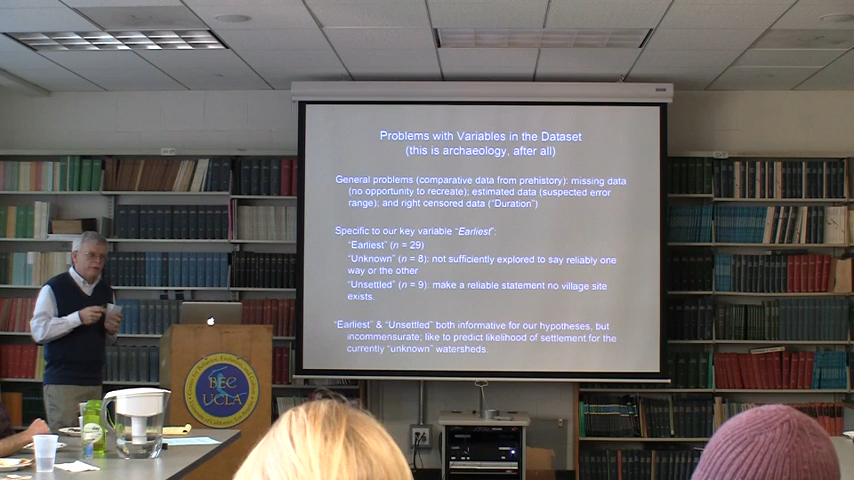 Problems with Variables in the Dataset
(this is archaeology, after all)
General problems (comparative data from prehistory): missing data
(no opportunity to recreate); estimated data (suspected error
range); and right censored data ("Duration")
Specific to our key variable "Earliest":
"Earliest" (n = 29)
"Unknown" (n = 8): not sufficiently explored to say reliably one
way or the other
"Unsettled" (n = 9): make a reliable statement no village site
exists.
"Earliest" & "Unsettled" both informative for our hypotheses, but
incommensurate; like to predict likelihood of settlement for the
currently "unknown" watersheds.
BEC
UCLA